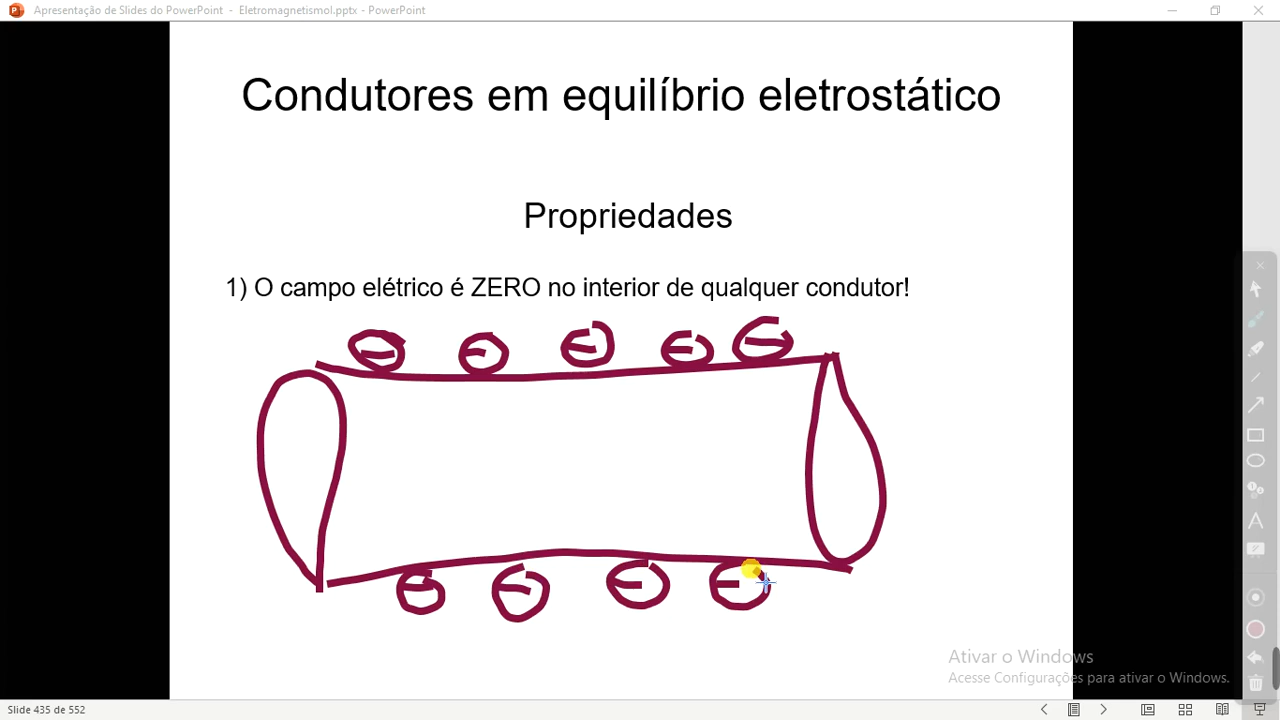 Apresentação de Slides do PowerPoint - Eletromagnetismol.pptx - PowerPoint
Condutores em equilíbrio eletrostático
Propriedades
1) O campo elétrico é ZERO no interior de qualquer condutor!
Ativar o Windows
Acesse Configurações para ativar o Windows.
Slide 435 de 552